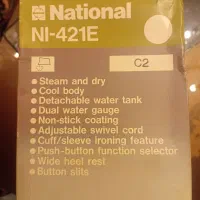 National
NI-421E
C2
• Steam and dry
• Cool body
• Detachable water tank
• Dual water gauge
• Non-stick coating
• Adjustable swivel cord
• Cuff/sleeve ironing feature
• Push-button function selector
• Wide heel rest
• Button slits